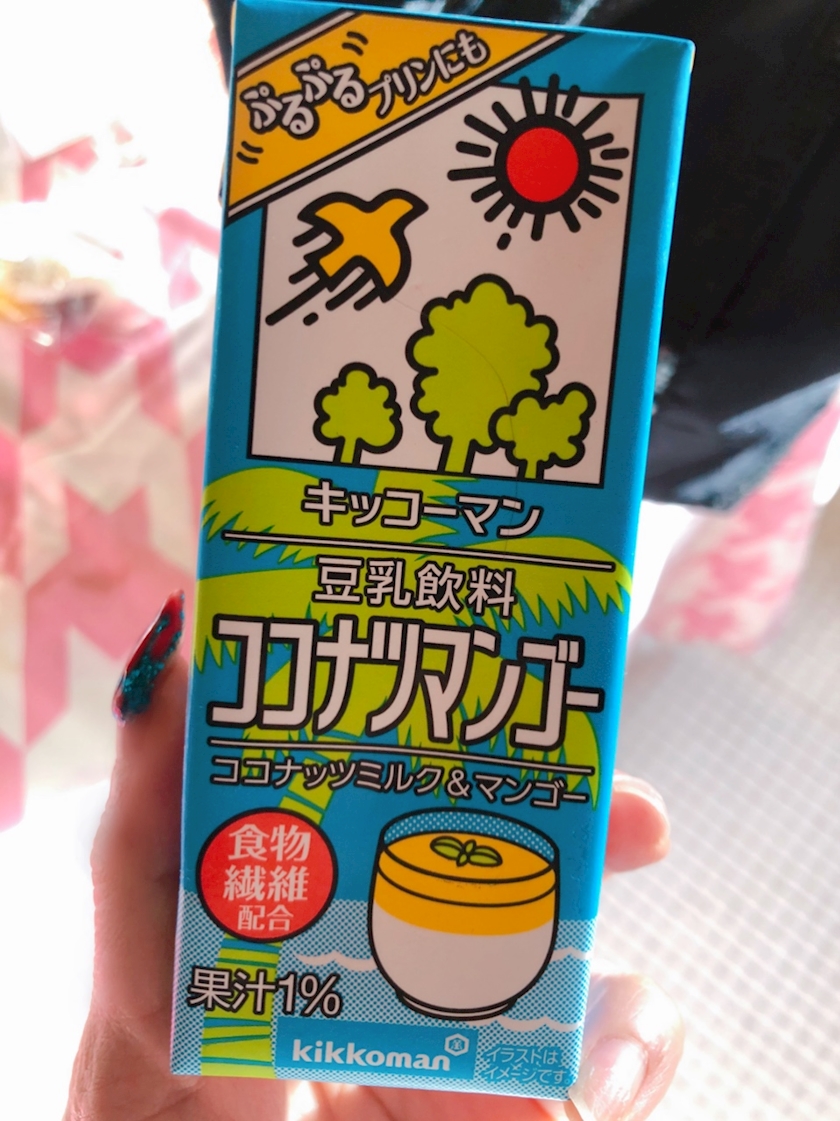 ぷるぷるプリンにも
キッコーマン
豆乳飲料
ココナツマンゴー
ココナッツミルク&マンゴー
食物
繊維
配合
果汁1%
kikkoman
イラストは
イメージです